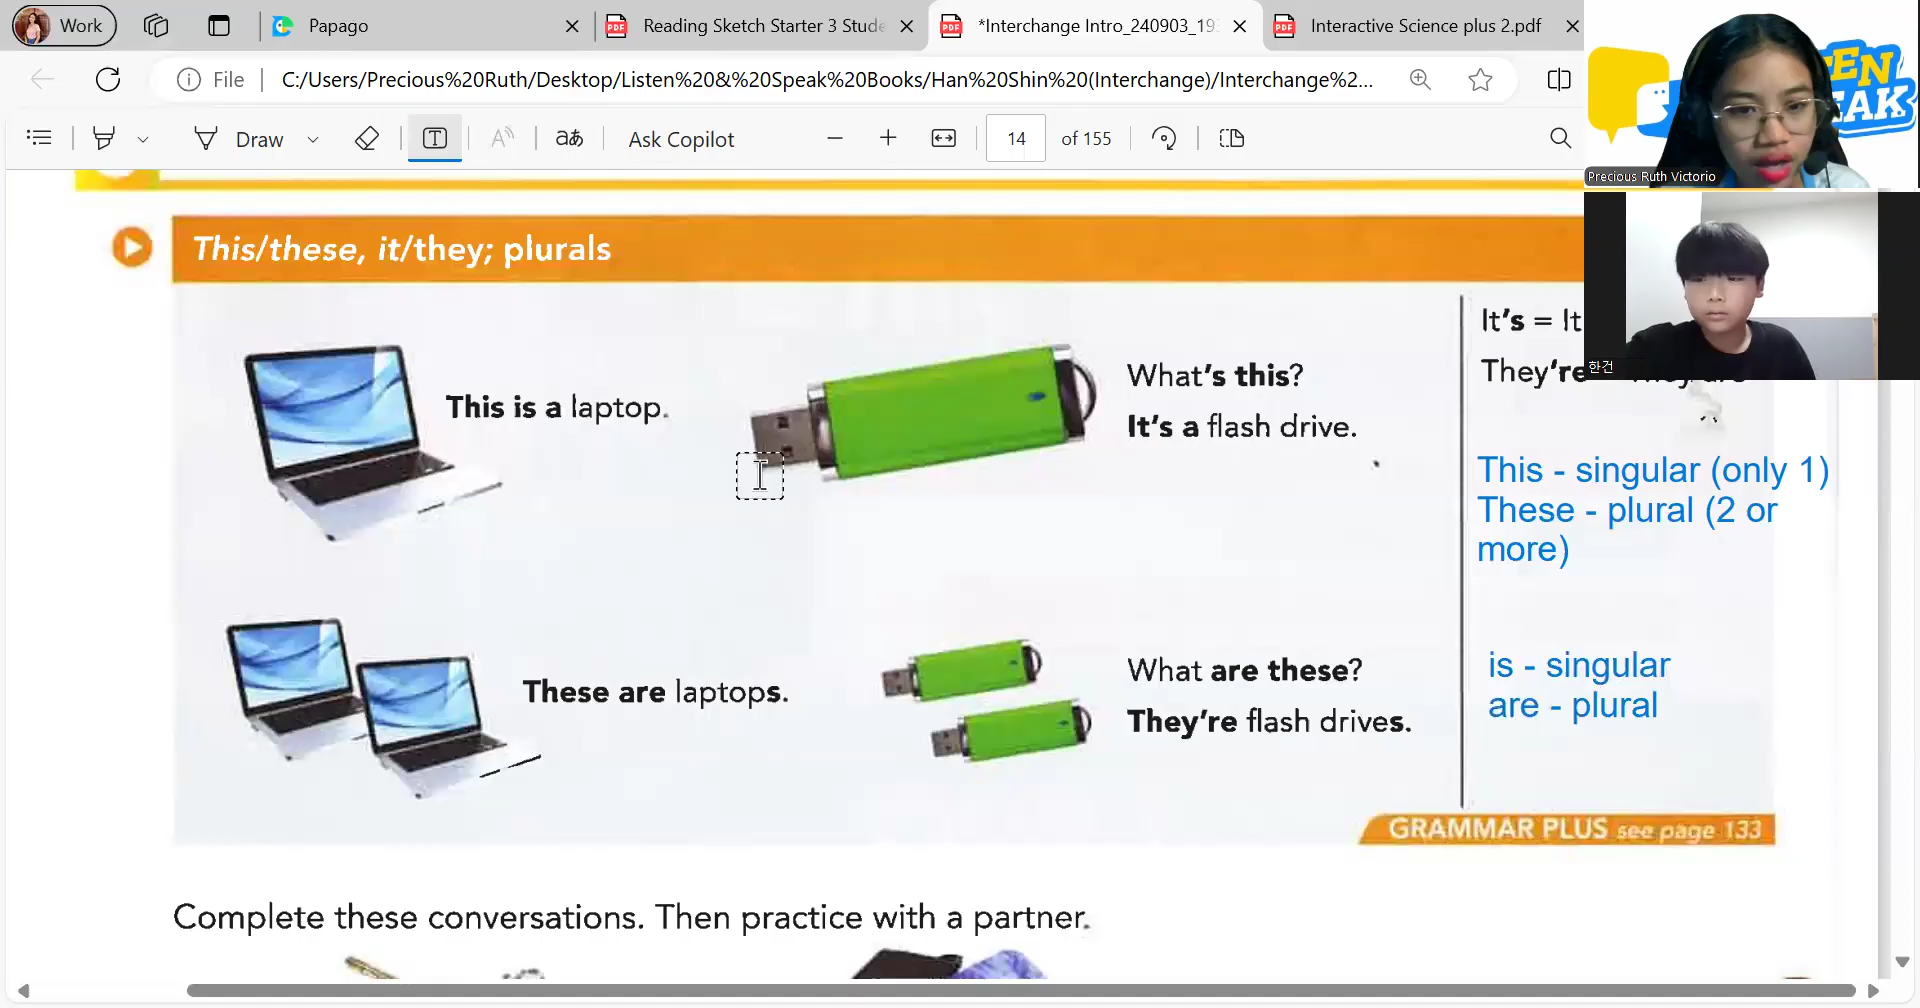 Work
Papago
Reading Sketch Starter 3 Stude
*Interchange Intro_240903_19
Interactive Science plus 2.pdf
File
C:/Users/Precious%20Ruth/Desktop/Listen%20&%20Speak%20Books/Han%20Shin%20(Interchange)/Interchange%2...
Draw
Ask Copilot
14 of 155
EN
EAK
Precious Ruth Victorio
한건
This/these, it/they; plurals
This is a laptop.
What's this?
It's a flash drive.
It's = It
They're
This - singular (only 1)
These - plural (2 or
more)
These are laptops.
What are these?
They're flash drives.
is - singular
are - plural
GRAMMAR PLUS see page 133
Complete these conversations. Then practice with a partner.